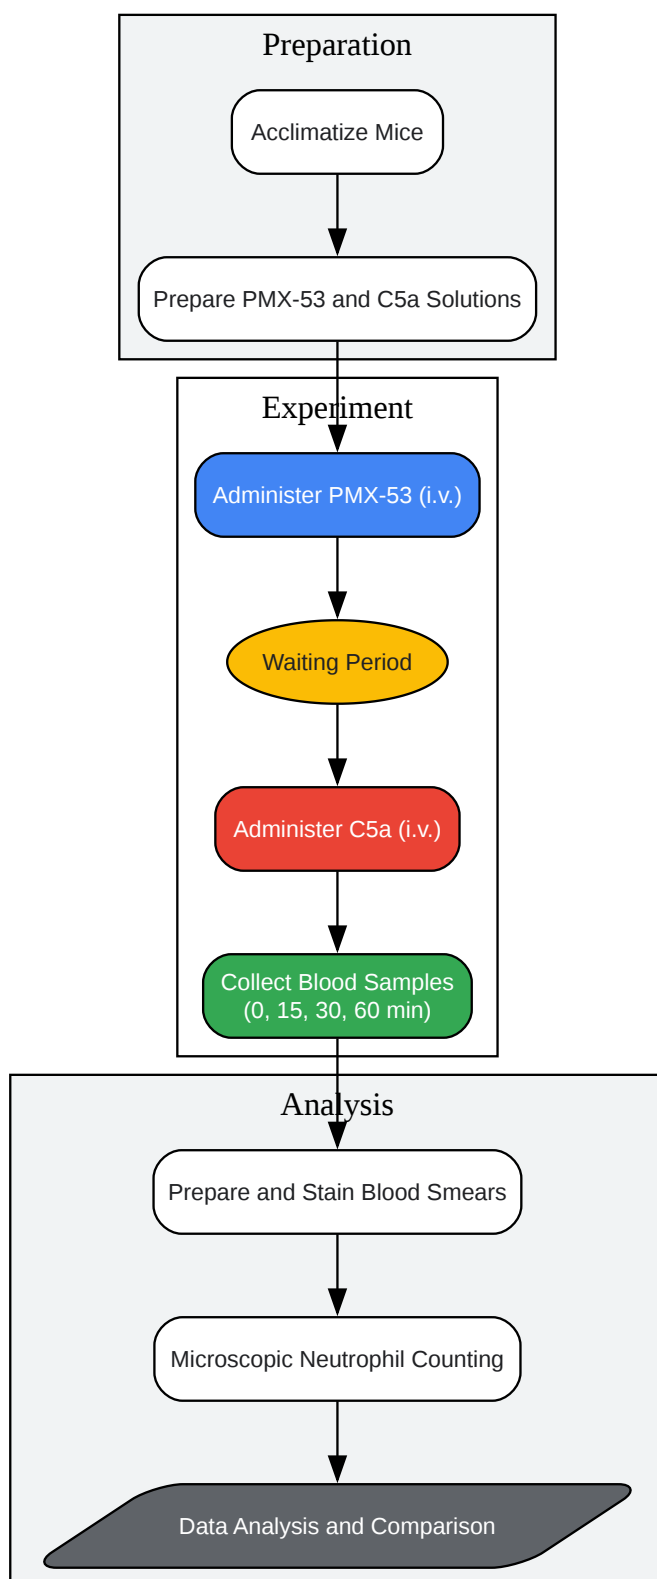 Preparation
Acclimatize Mice
Prepare PMX-53 and C5a Solutions
Experiment
Administer PMX-53 (i.v.)
Waiting Period
Administer C5a (i.v.)
Collect Blood Samples
(0, 15, 30, 60 min)
Analysis
Prepare and Stain Blood Smears
Microscopic Neutrophil Counting
Data Analysis and Comparison